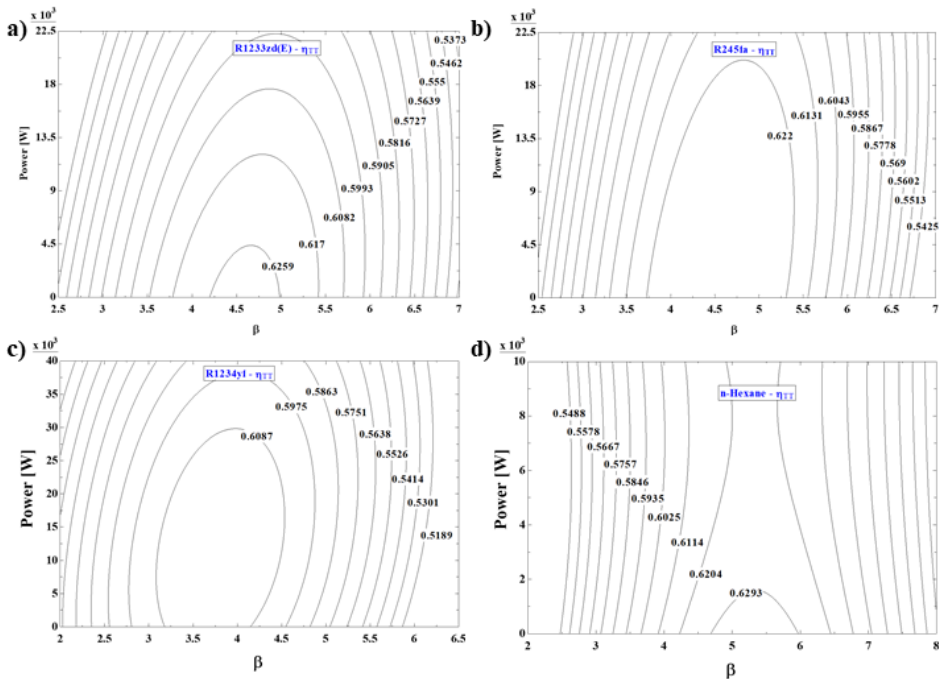 a)
x 10³
R1233zd(E) - ηTT
Power [W]
22.5
18
13.5
9
4.5
0
2.5 3 3.5 4 4.5 5 5.5 6 6.5 7
β
0.5373
0.5462
0.555
0.5639
0.5727
0.5816
0.5905
0.5993
0.6082
0.617
0.6259
b)
x 10³
R245fa - ηTT
Power [W]
22.5
18
13.5
9
4.5
0
2.5 3 3.5 4 4.5 5 5.5 6 6.5 7
β
0.6043
0.6131
0.5955
0.622
0.5867
0.5778
0.569
0.5602
0.5513
0.5425
c)
x 10³
R1234yf - ηTT
Power [W]
40
35
30
25
20
15
10
5
0
2 2.5 3 3.5 4 4.5 5 5.5 6 6.5
β
0.5863
0.5975
0.5751
0.6087
0.5638
0.5526
0.5414
0.5301
0.5189
d)
x 10³
n-Hexane - ηTT
Power [W]
10
8
6
4
2
0
2 3 4 5 6 7 8
β
0.5488
0.5578
0.5667
0.5757
0.5846
0.5935
0.6025
0.6114
0.6204
0.6293